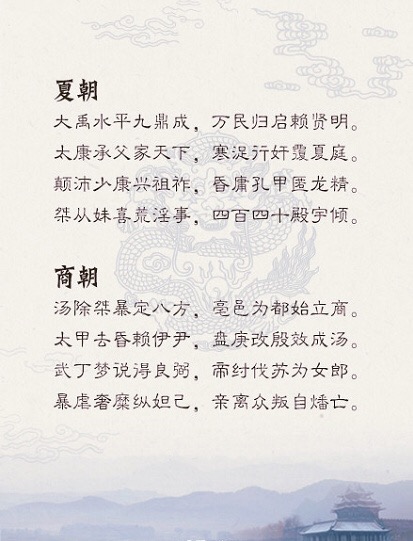 夏朝
大禹水平九鼎成，万民归启赖贤明。
太康承父家天下，寒浞行奸覆夏庭。
颠沛少康兴祖祚，昏庸孔甲匿龙精。
桀从妹喜荒淫事，四百四十殿宇倾。
商朝
汤除桀暴定八方，亳邑为都始立商。
太甲去昏赖伊尹，盘庚改殷效成汤。
武丁梦说得良弼，帝纣伐苏为女郎。
暴虐奢糜纵妲己，亲离众叛自燔亡。